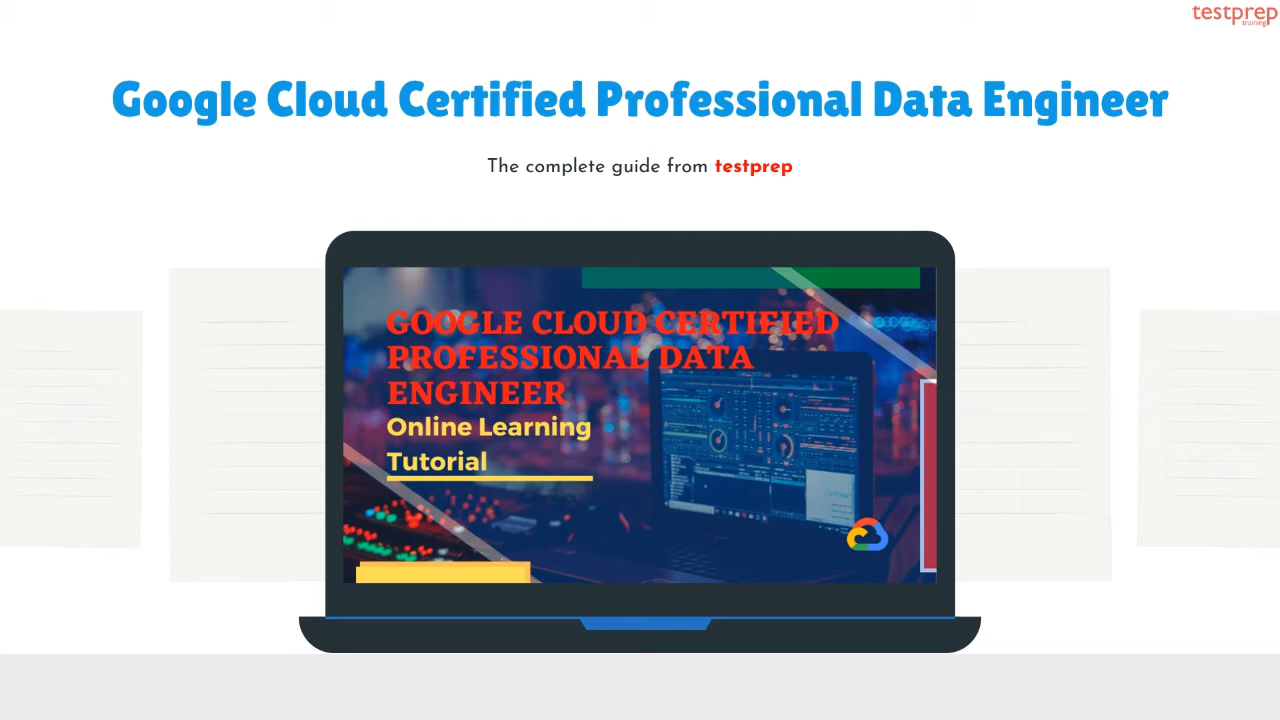 testprep
training
Google Cloud Certified Professional Data Engineer
The complete guide from testprep
GOOGLE CLOUD CERTIFIED
PROFESSIONAL DATA
ENGINEER
Online Learning
Tutorial